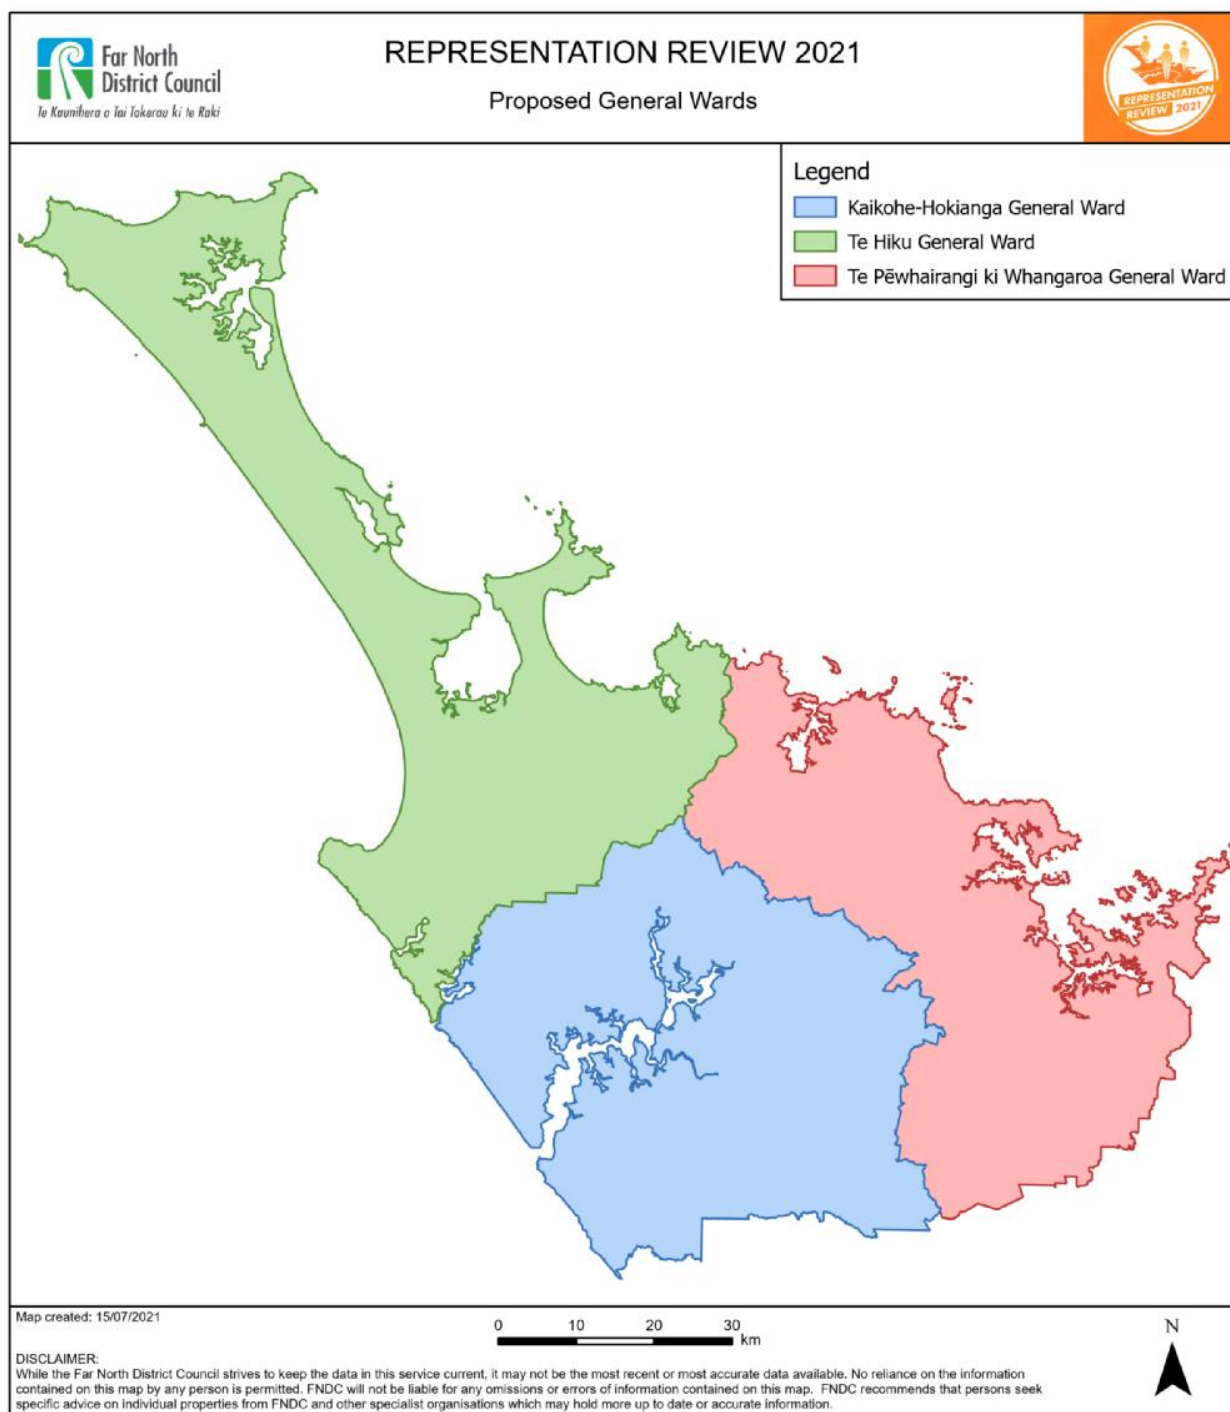 Far North
District Council
Te Kaunihera o Tai Tokerau ki te Raki
REPRESENTATION REVIEW 2021
Proposed General Wards
REPRESENTATION
REVIEW 2021
Legend
Kaikohe-Hokianga General Ward
Te Hiku General Ward
Te Pēwhairangi ki Whangaroa General Ward
Map created: 15/07/2021
0 10 20 30
km
N
DISCLAIMER:
While the Far North District Council strives to keep the data in this service current, it may not be the most recent or most accurate data available. No reliance on the information
contained on this map by any person is permitted. FNDC will not be liable for any omissions or errors of information contained on this map. FNDC recommends that persons seek
specific advice on individual properties from FNDC and other specialist organisations which may hold more up to date or accurate information.